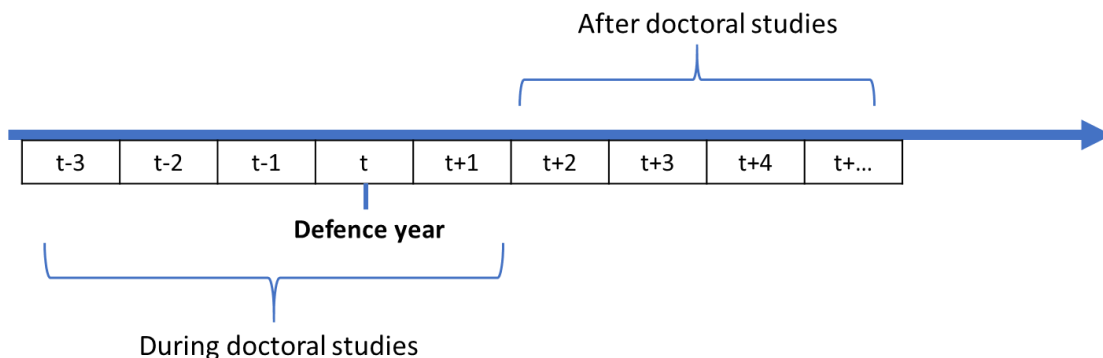 After doctoral studies
t-3 t-2 t-1 t t+1 t+2 t+3 t+4 t+...
Defence year
During doctoral studies